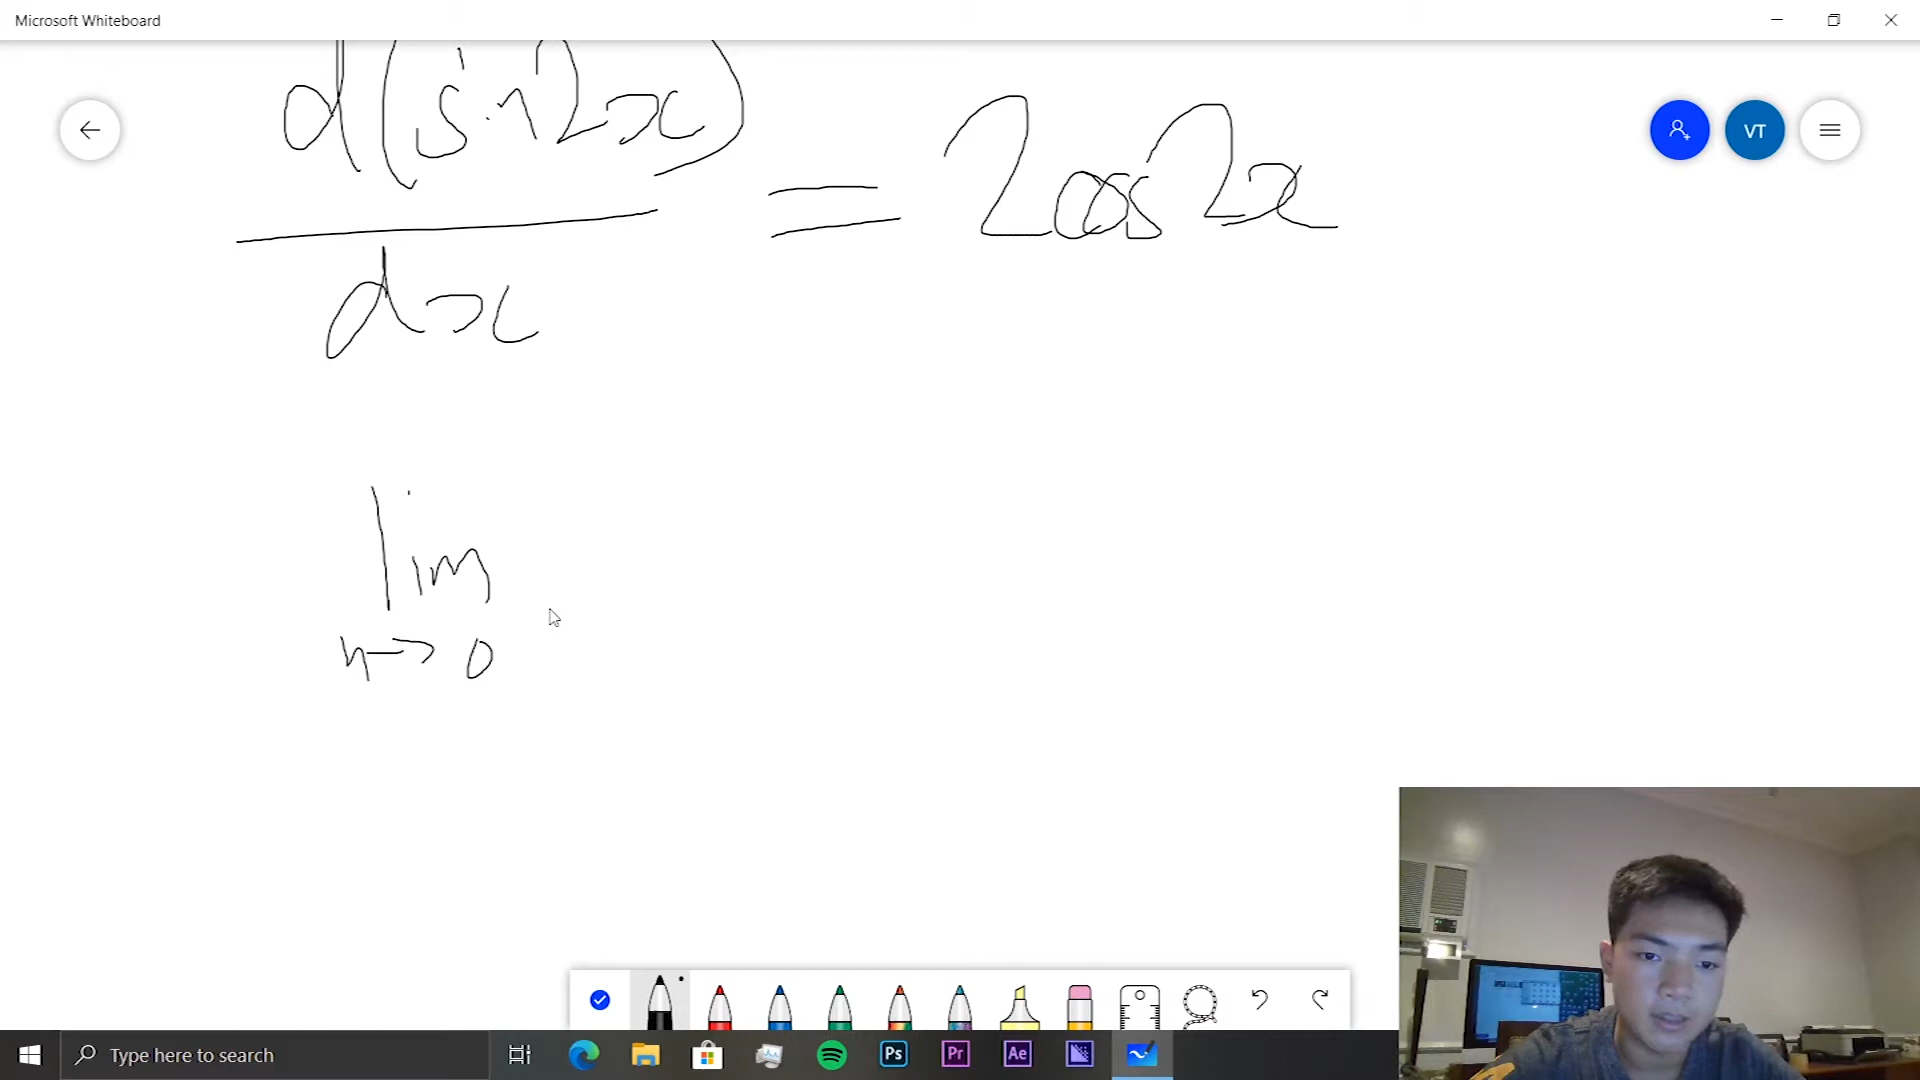 Microsoft Whiteboard
d(sin2x)
= 2cos2x
dx
VT
lim
h→0
Type here to search
Ps
Pr
Ae